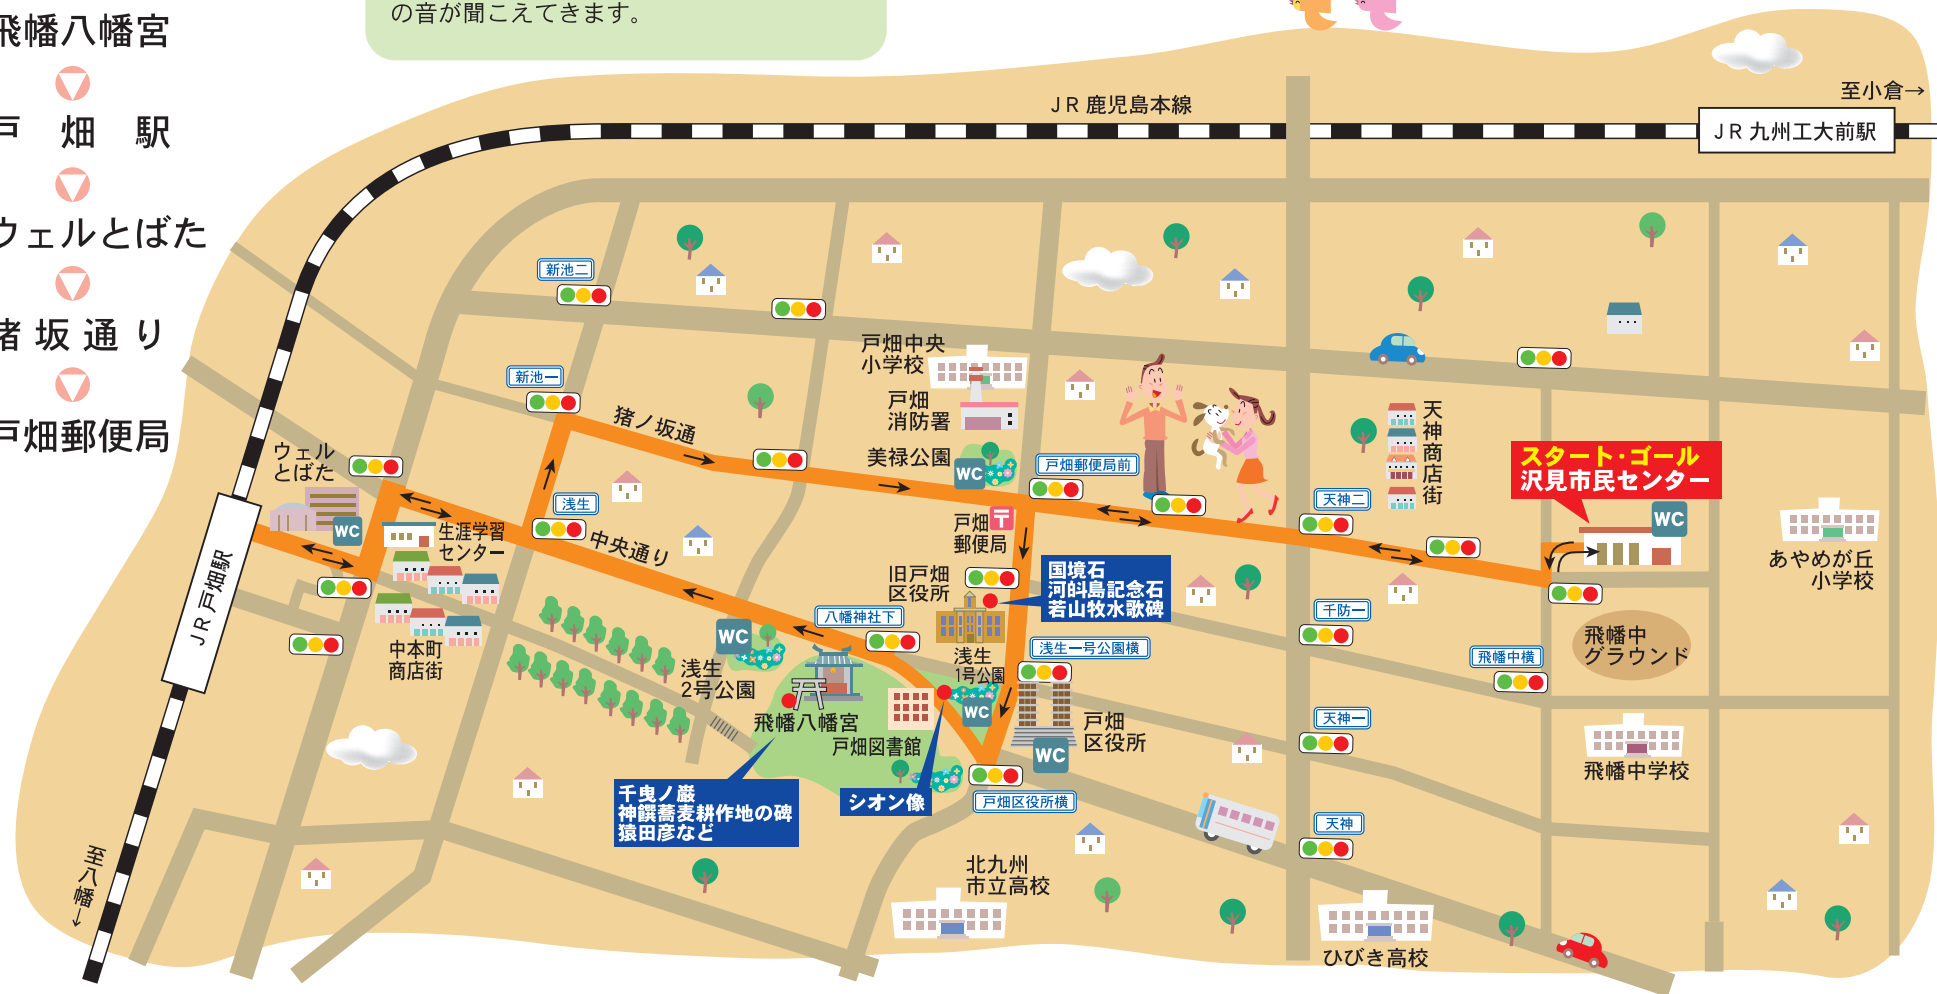 の音が聞こえてきます。
飛幡八幡宮
戸畑駅
ウェルとばた
猪坂通り
戸畑郵便局
至小倉→
JR鹿児島本線
JR九州工大前駅
新池二
戸畑中央
小学校
新池一
戸畑
消防署
猪ノ坂通
天神商店街
ウェル
とばた
美禄公園
WC
戸畑郵便局前
スタート・ゴール
沢見市民センター
WC
浅生
天神二
WC
生涯学習
センター
中央通り
戸畑
郵便局
〒
あやめが丘
小学校
JR戸畑駅
旧戸畑
区役所
国境石
河㪷島記念石
若山牧水歌碑
八幡神社下
千防一
WC
中本町
商店街
浅生
2号公園
浅生
1号公園
浅生一号公園横
飛幡中横
飛幡中
グラウンド
WC
飛幡八幡宮
戸畑図書館
戸畑
区役所
天神一
WC
飛幡中学校
千曳ノ巌
神饌蕎麦耕作地の碑
猿田彦など
シオン像
戸畑区役所横
天神
至八幡←
北九州
市立高校
ひびき高校